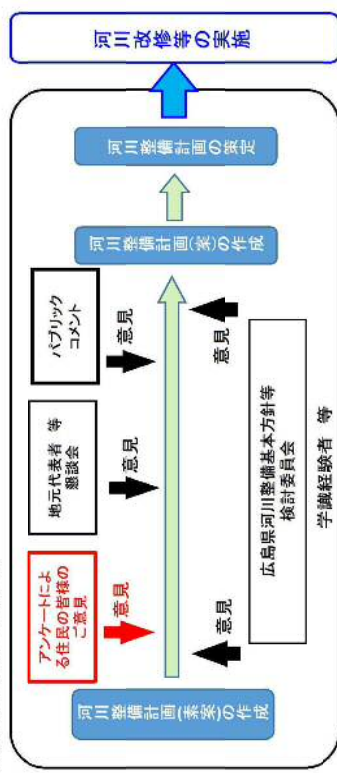 河川整備計画(素案)の作成
アンケートによ
る住民の皆様の
ご意見
意見
地元代表者 等
懇談会
意見
パブリック
コメント
意見
意見
意見
広島県河川整備基本方針等
検討委員会
学識経験者 等
河川整備計画(案)の作成
河川整備計画の策定
河川改修等の実施